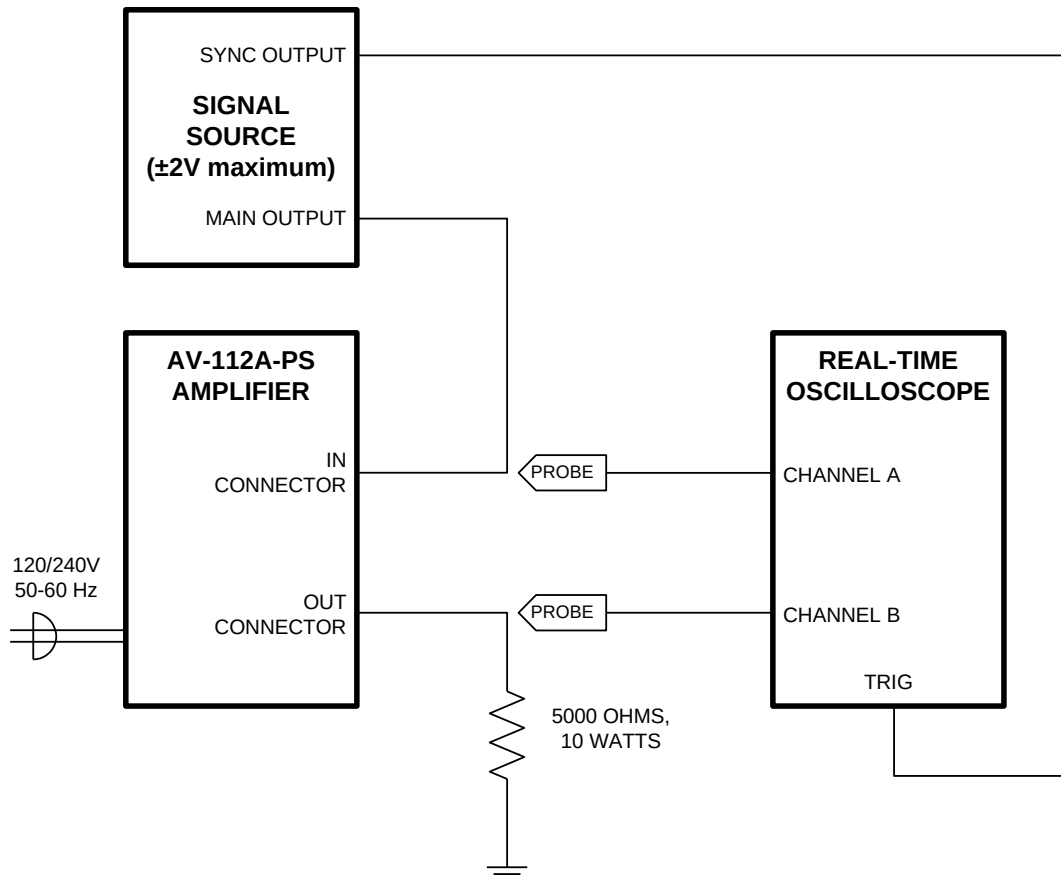 SYNC OUTPUT
SIGNAL
SOURCE
(±2V maximum)
MAIN OUTPUT
AV-112A-PS
AMPLIFIER
IN
CONNECTOR
OUT
CONNECTOR
120/240V
50-60 Hz
PROBE
PROBE
REAL-TIME
OSCILLOSCOPE
CHANNEL A
CHANNEL B
TRIG
5000 OHMS,
10 WATTS